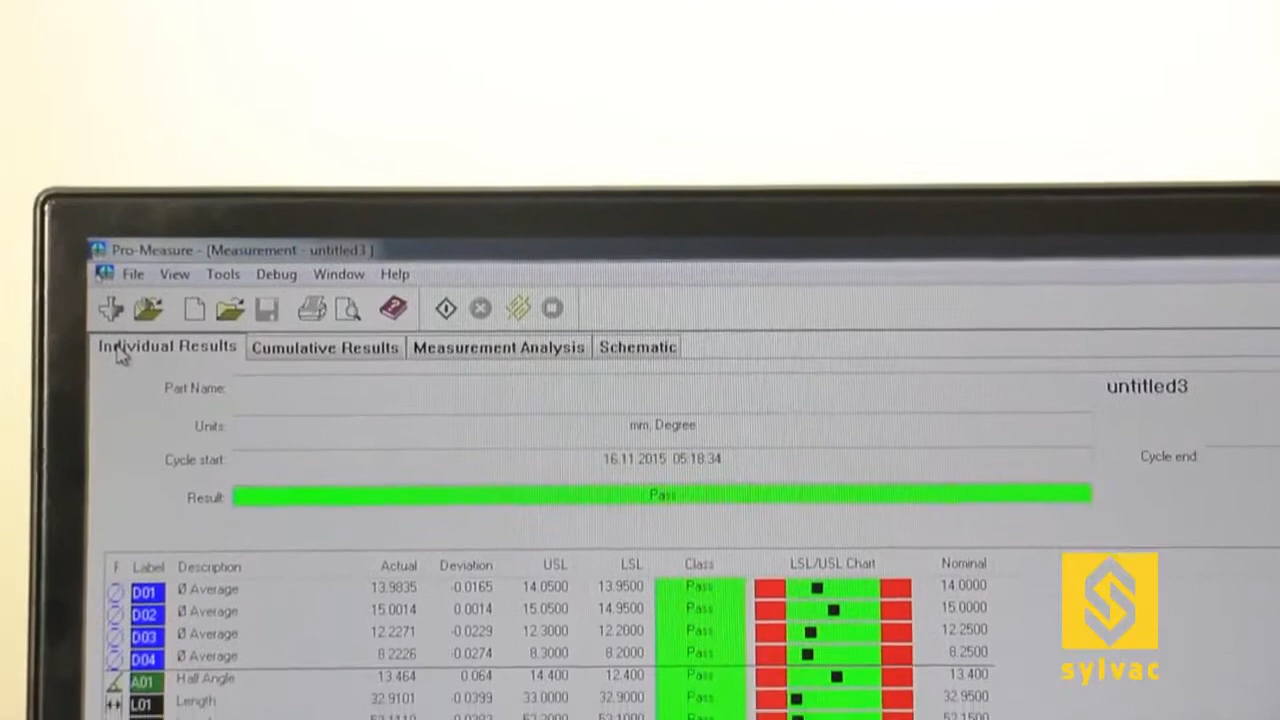 Pro-Measure - [Measurement - untitled3 ]
File View Tools Debug Window Help
Individual Results Cumulative Results Measurement Analysis Schematic
Part Name: untitled3
Units: mm, Degree
Cycle start: 16.11.2015 05:18:34 Cycle end:
Result: Pass
F Label Description Actual Deviation USL LSL Class LSL/USL Chart Nominal
D01 Ø Average 13.9835 -0.0165 14.0500 13.9500 Pass 14.0000
D02 Ø Average 15.0014 0.0014 15.0500 14.9500 Pass 15.0000
D03 Ø Average 12.2271 -0.0229 12.3000 12.2000 Pass 12.2500
D04 Ø Average 8.2226 -0.0274 8.3000 8.2000 Pass 8.2500
A01 Half Angle 13.464 0.064 14.400 12.400 Pass 13.400
L01 Length 32.9101 -0.0399 33.0000 32.9000 Pass 32.9500
sylvac